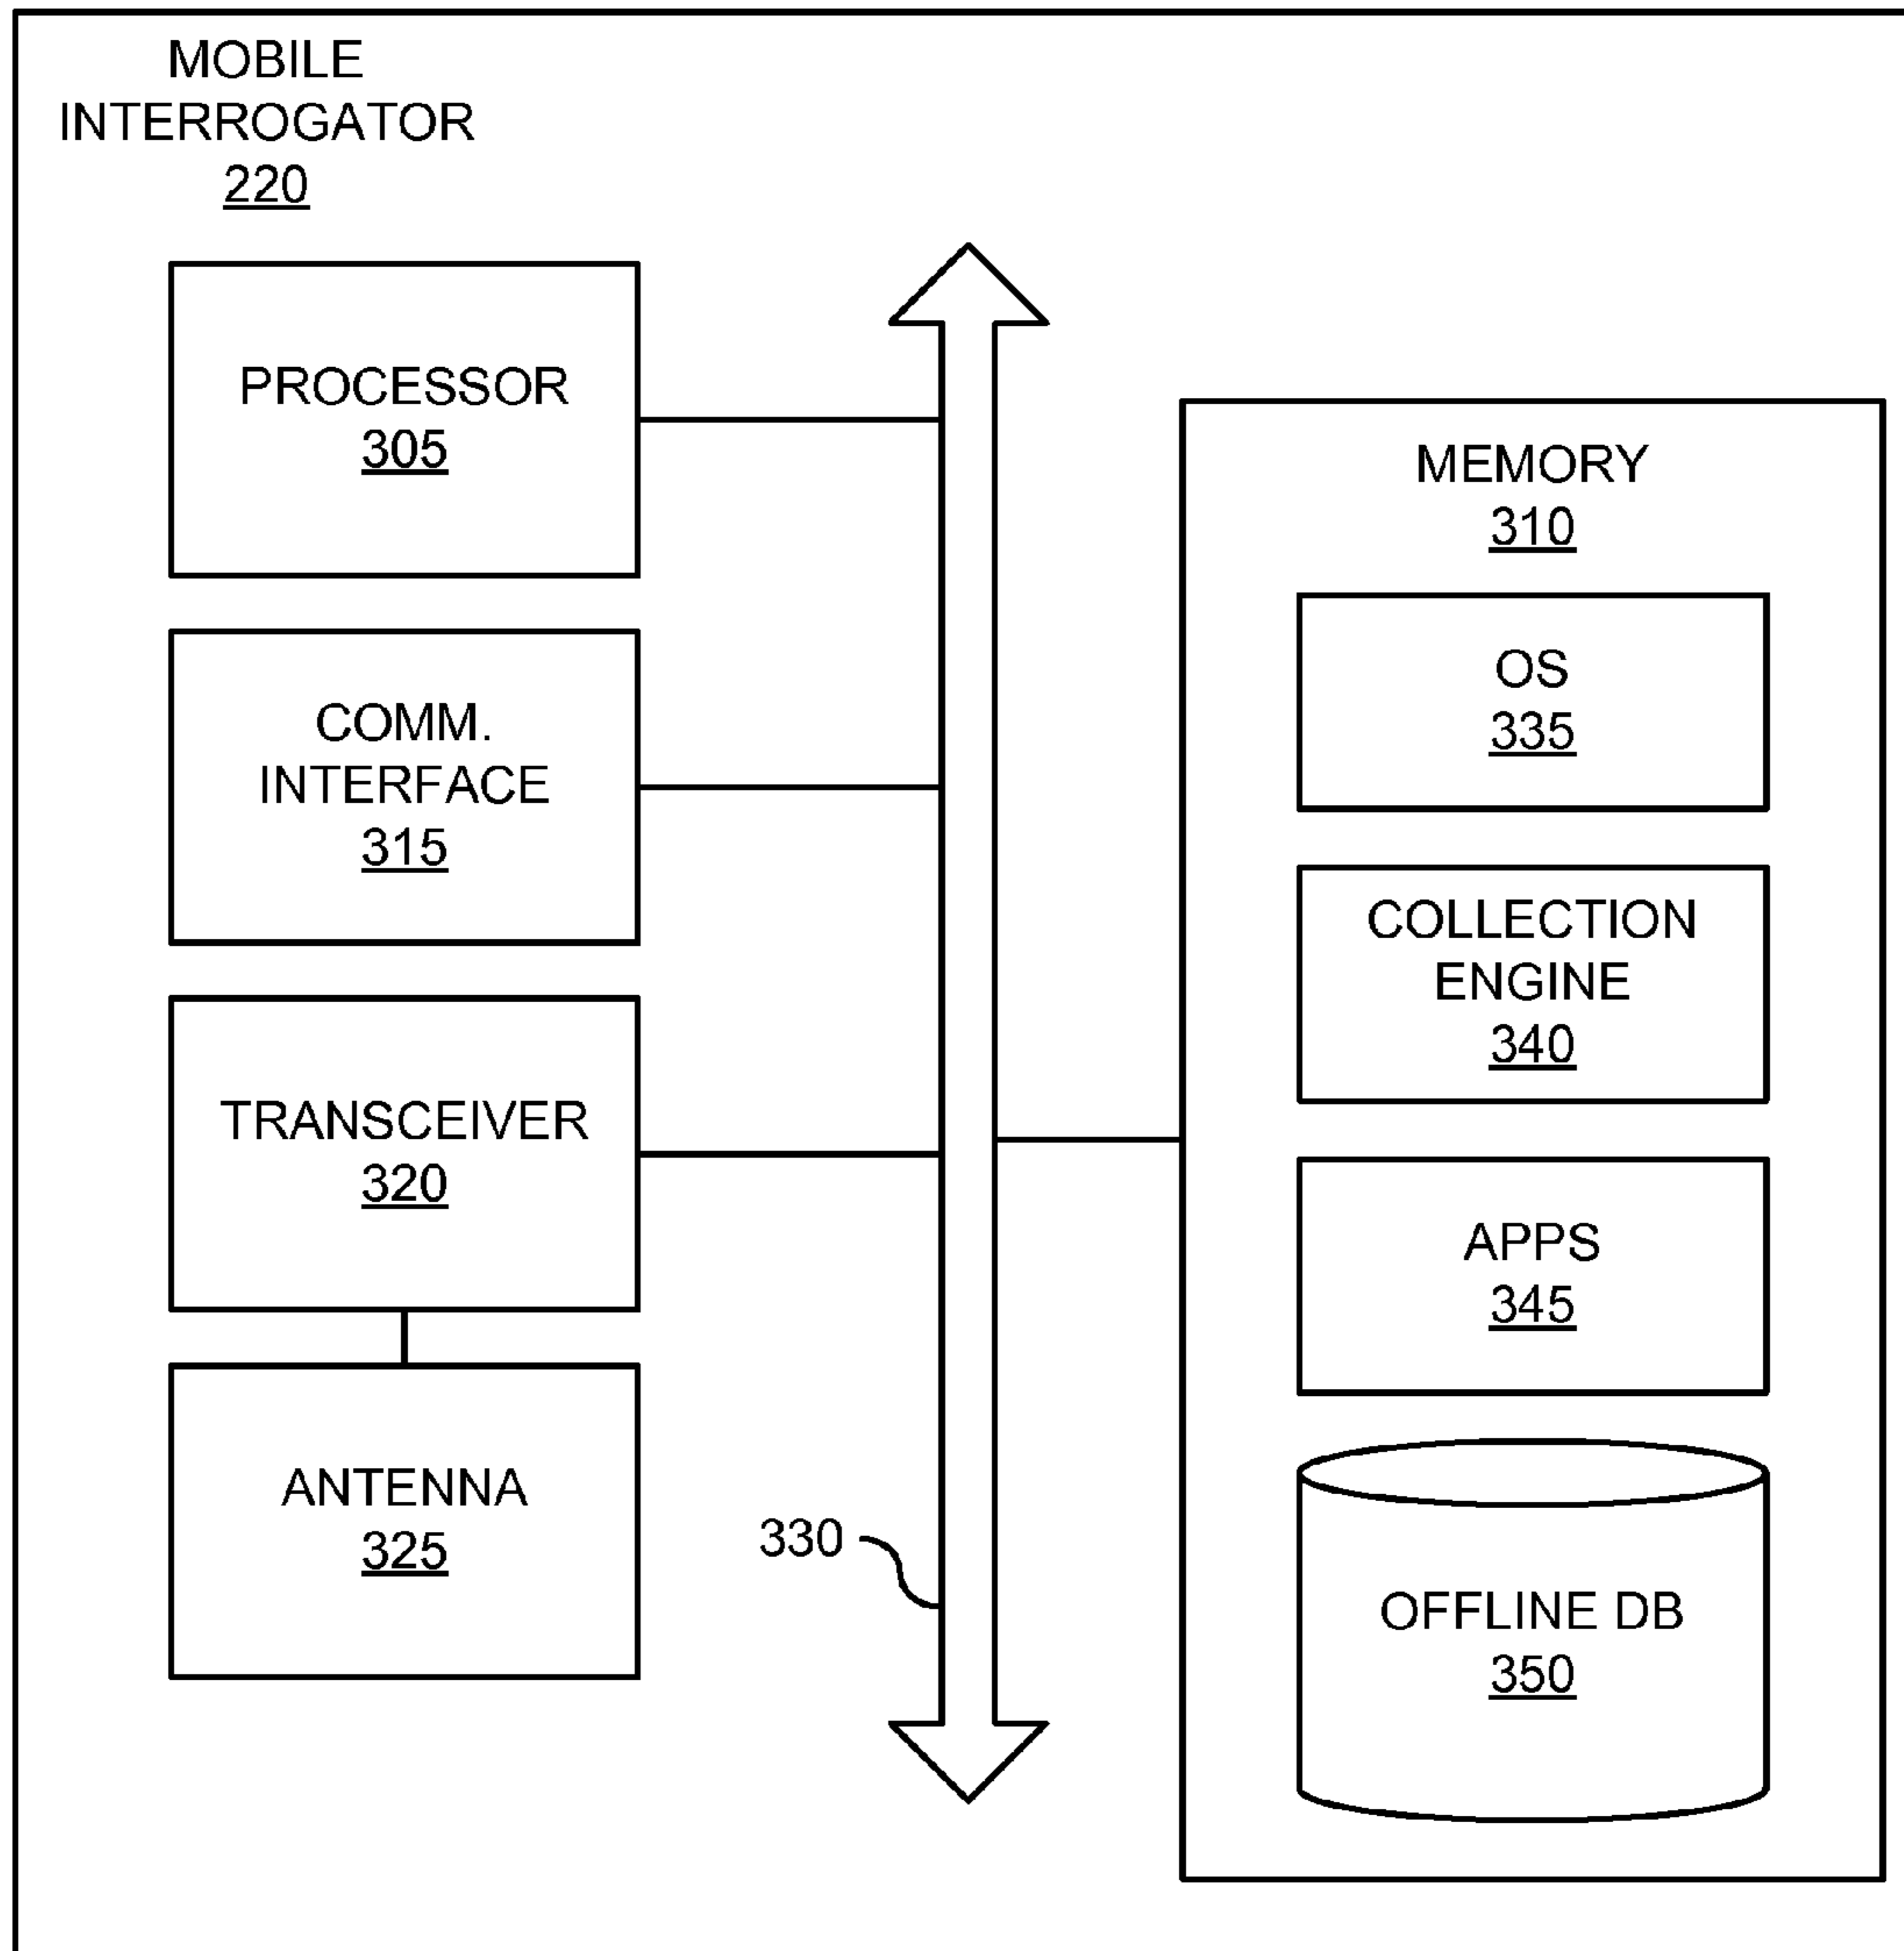 MOBILE
INTERROGATOR
220
PROCESSOR
305
COMM.
INTERFACE
315
TRANSCEIVER
320
ANTENNA
325
330
MEMORY
310
OS
335
COLLECTION
ENGINE
340
APPS
345
OFFLINE DB
350